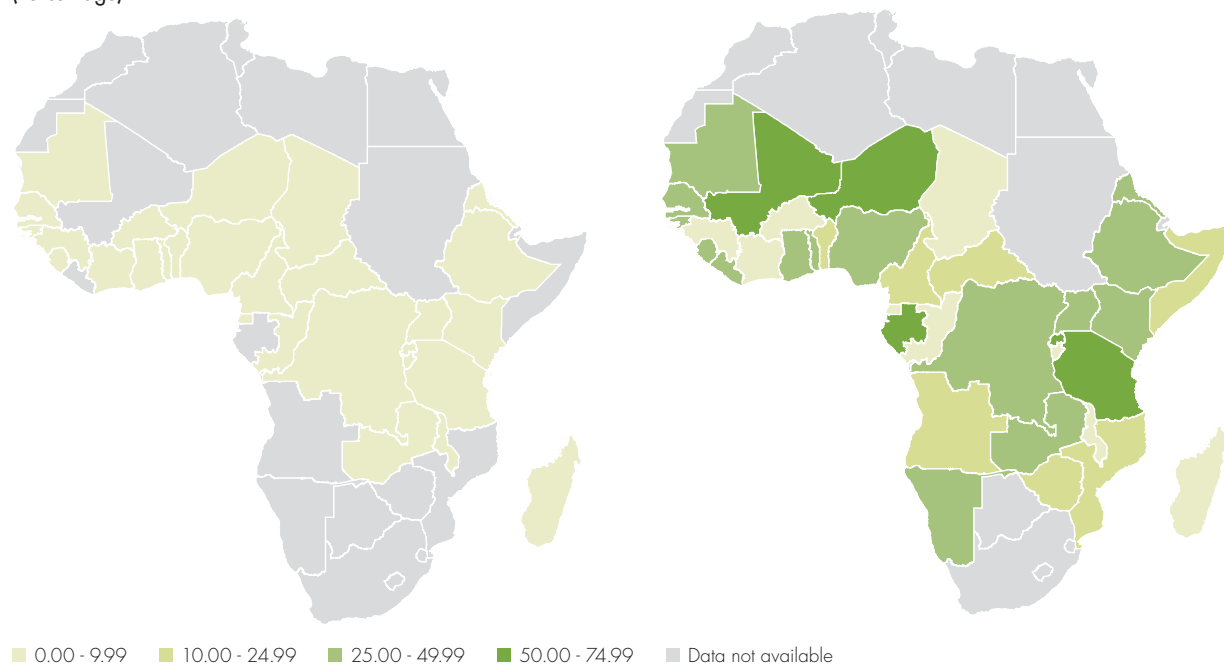 0.00 - 9.99
10.00 - 24.99
25.00 - 49.99
50.00 - 74.99
Data not available